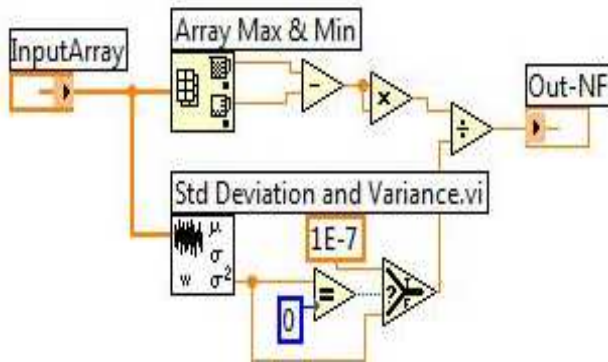 Array Max & Min
InputArray
Out-NF
Std Deviation and Variance.vi
1E-7
μ
σ
w σ²
0
- × ÷ = ?
T
F